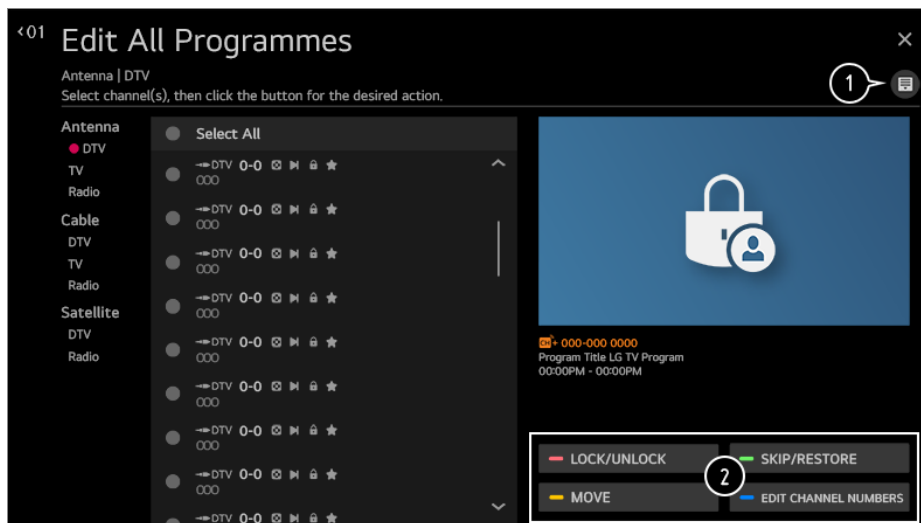 ‹01 Edit All Programmes
Antenna | DTV
Select channel(s), then click the button for the desired action.
1
Antenna
DTV
TV
Radio
Cable
DTV
TV
Radio
Satellite
DTV
Radio
Select All
DTV 0-0
000
DTV 0-0
000
DTV 0-0
000
DTV 0-0
000
DTV 0-0
000
DTV 0-0
000
DTV 0-0
000
DTV 0-0
000
DTV 0-0
CH+ 000-000 0000
Program Title LG TV Program
00:00PM - 00:00PM
LOCK/UNLOCK
SKIP/RESTORE
2
MOVE
EDIT CHANNEL NUMBERS